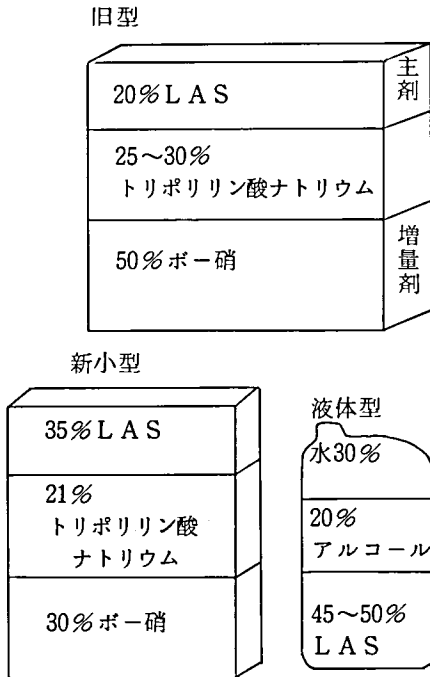 旧型
20%LAS
主剤
25〜30%
トリポリリン酸ナトリウム
50%ボー硝
増量剤
新小型
35%LAS
21%
トリポリリン酸
ナトリウム
30%ボー硝
液体型
水30%
20%
アルコール
45〜50%
LAS